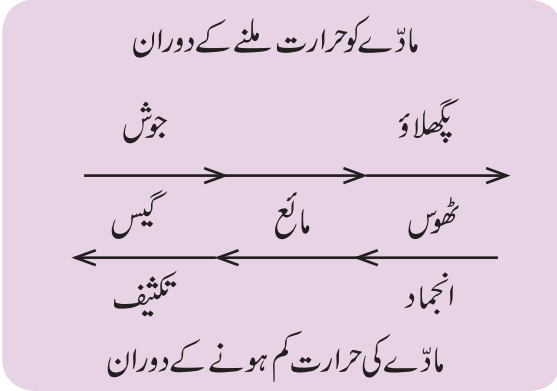 مادّے کو حرارت ملنے کے دوران
پگھلاؤ جوش
ٹھوس مائع گیس
انجماد تکثیف
مادّے کی حرارت کم ہونے کے دوران